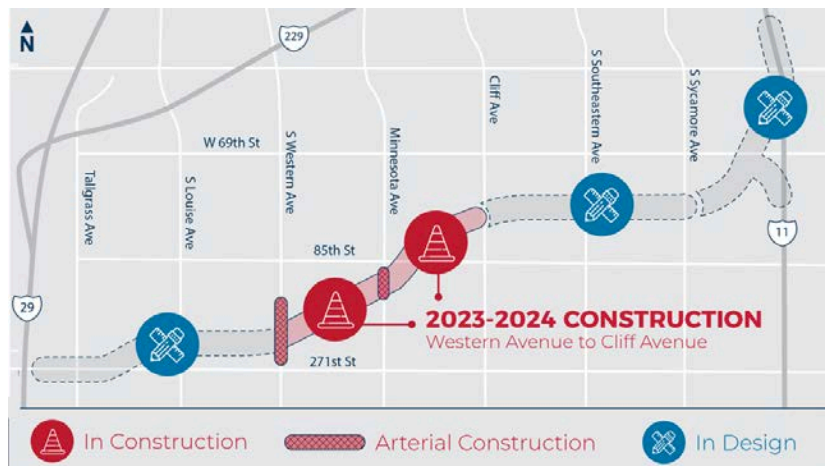 N
229
W 69th St
Tallgrass Ave
S Louise Ave
S Western Ave
Minnesota Ave
Cliff Ave
S Southeastern Ave
S Sycamore Ave
85th St
11
29
2023-2024 CONSTRUCTION
Western Avenue to Cliff Avenue
271st St
In Construction
Arterial Construction
In Design